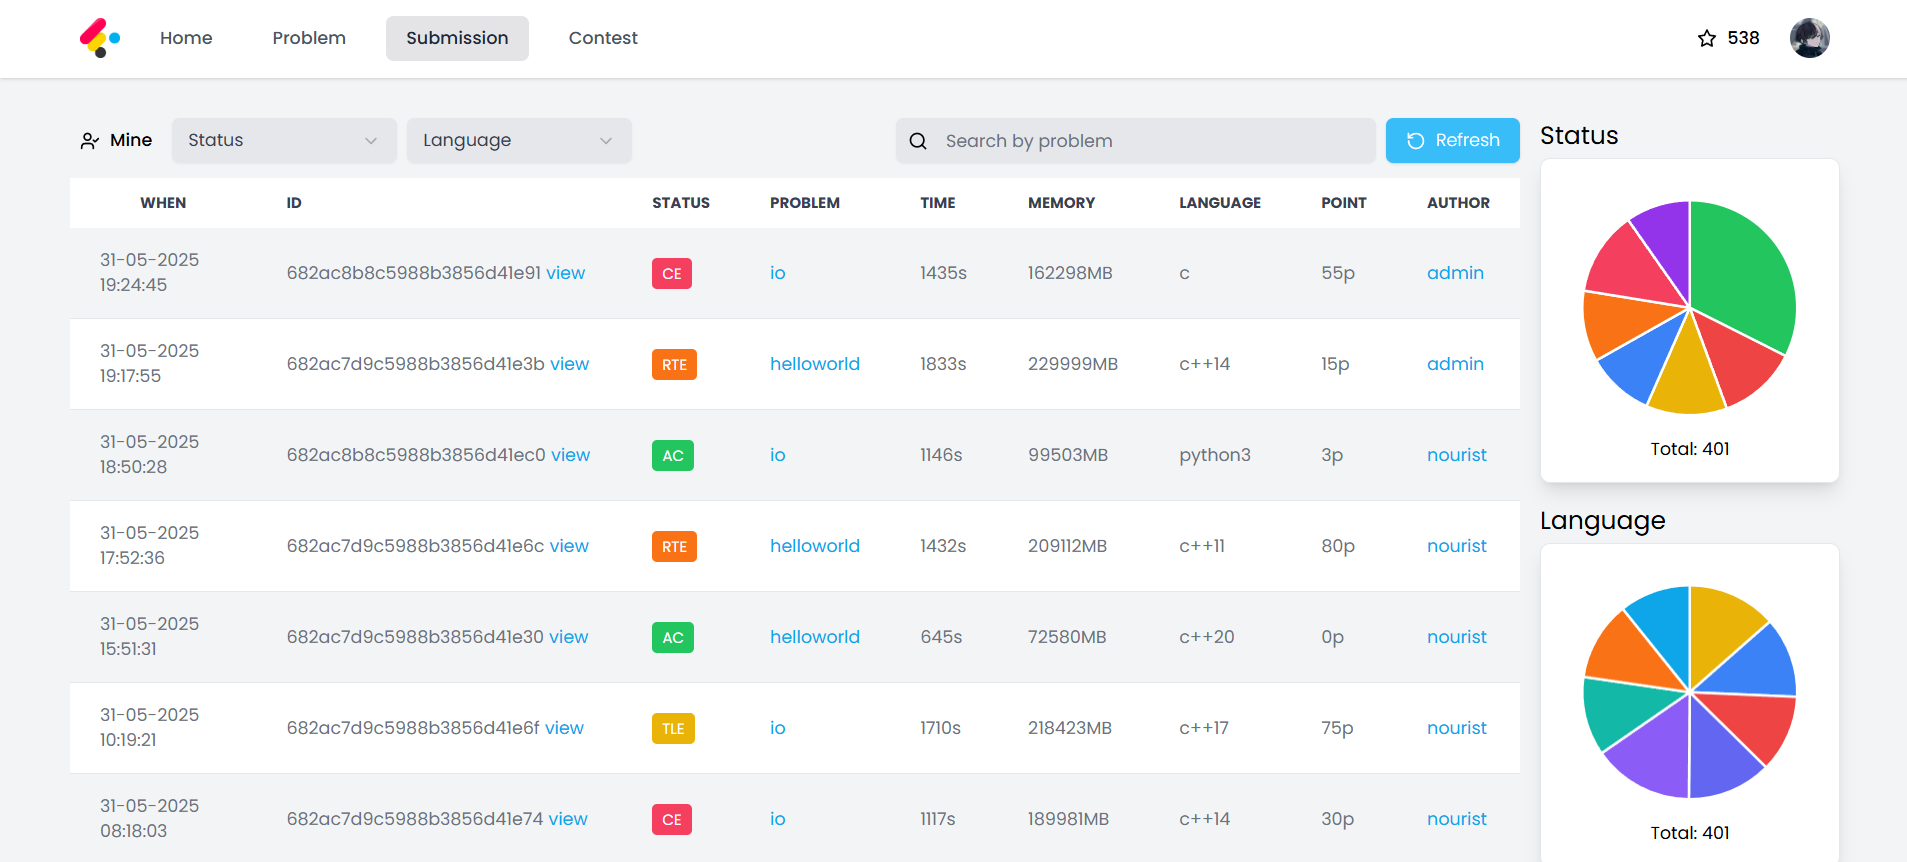 Home Problem Submission Contest 538
Mine Status Language Search by problem Refresh
WHEN ID STATUS PROBLEM TIME MEMORY LANGUAGE POINT AUTHOR
31-05-2025
19:24:45
682ac8b8c5988b3856d41e91 view CE io 1435s 162298MB c 55p admin
31-05-2025
19:17:55
682ac7d9c5988b3856d41e3b view RTE helloworld 1833s 229999MB c++14 15p admin
31-05-2025
18:50:28
682ac8b8c5988b3856d41ec0 view AC io 1146s 99503MB python3 3p nourist
31-05-2025
17:52:36
682ac7d9c5988b3856d41e6c view RTE helloworld 1432s 209112MB c++11 80p nourist
31-05-2025
15:51:31
682ac7d9c5988b3856d41e30 view AC helloworld 645s 72580MB c++20 0p nourist
31-05-2025
10:19:21
682ac7d9c5988b3856d41e6f view TLE io 1710s 218423MB c++17 75p nourist
31-05-2025
08:18:03
682ac7d9c5988b3856d41e74 view CE io 1117s 189981MB c++14 30p nourist
Status
Total: 401
Language
Total: 401